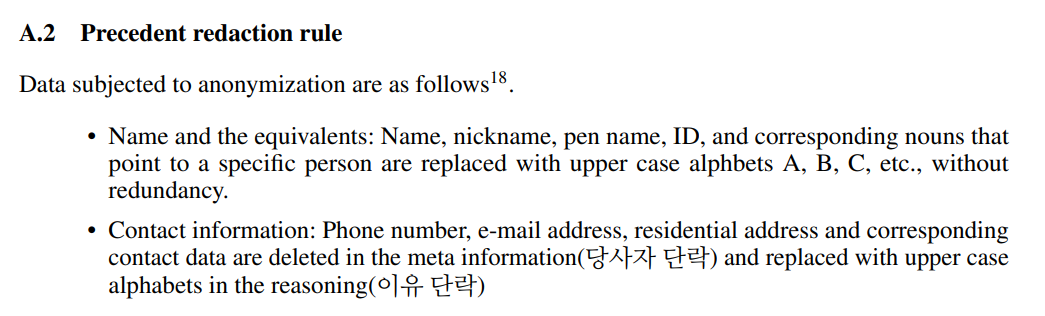 A.2 Precedent redaction rule
Data subjected to anonymization are as follows18.
• Name and the equivalents: Name, nickname, pen name, ID, and corresponding nouns that
point to a specific person are replaced with upper case alphbets A, B, C, etc., without
redundancy.
• Contact information: Phone number, e-mail address, residential address and corresponding
contact data are deleted in the meta information(당사자 단락) and replaced with upper case
alphabets in the reasoning(이유 단락)